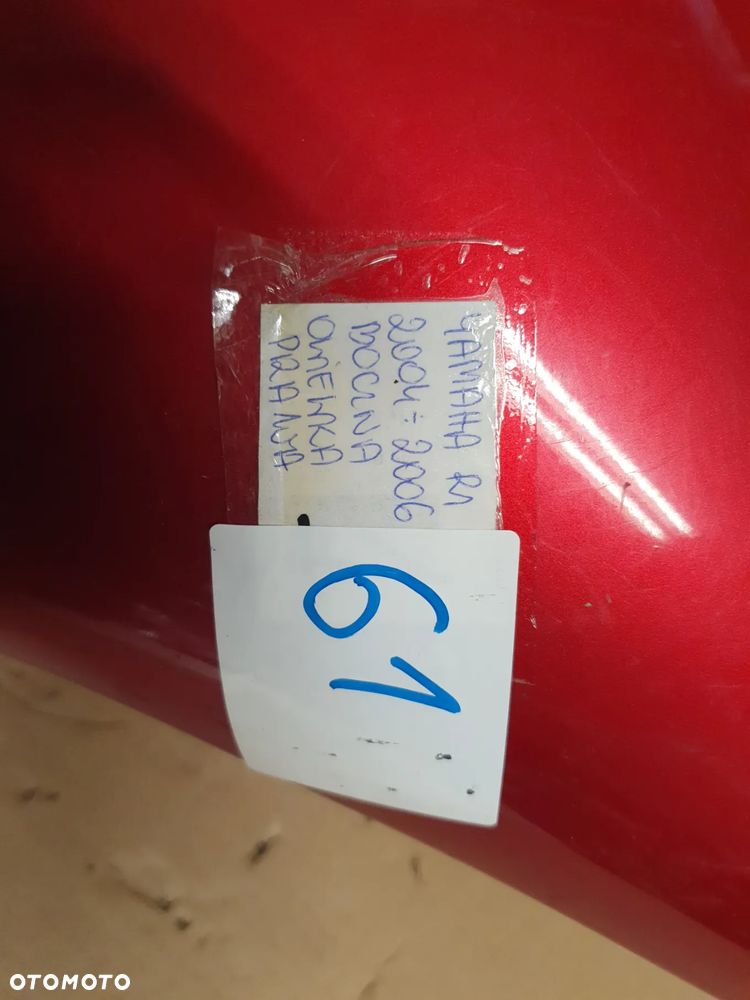 YAMAHA R1
2004÷2006
BOCZNA
OWIEWKA
PRAWA
61
OTOMOTO